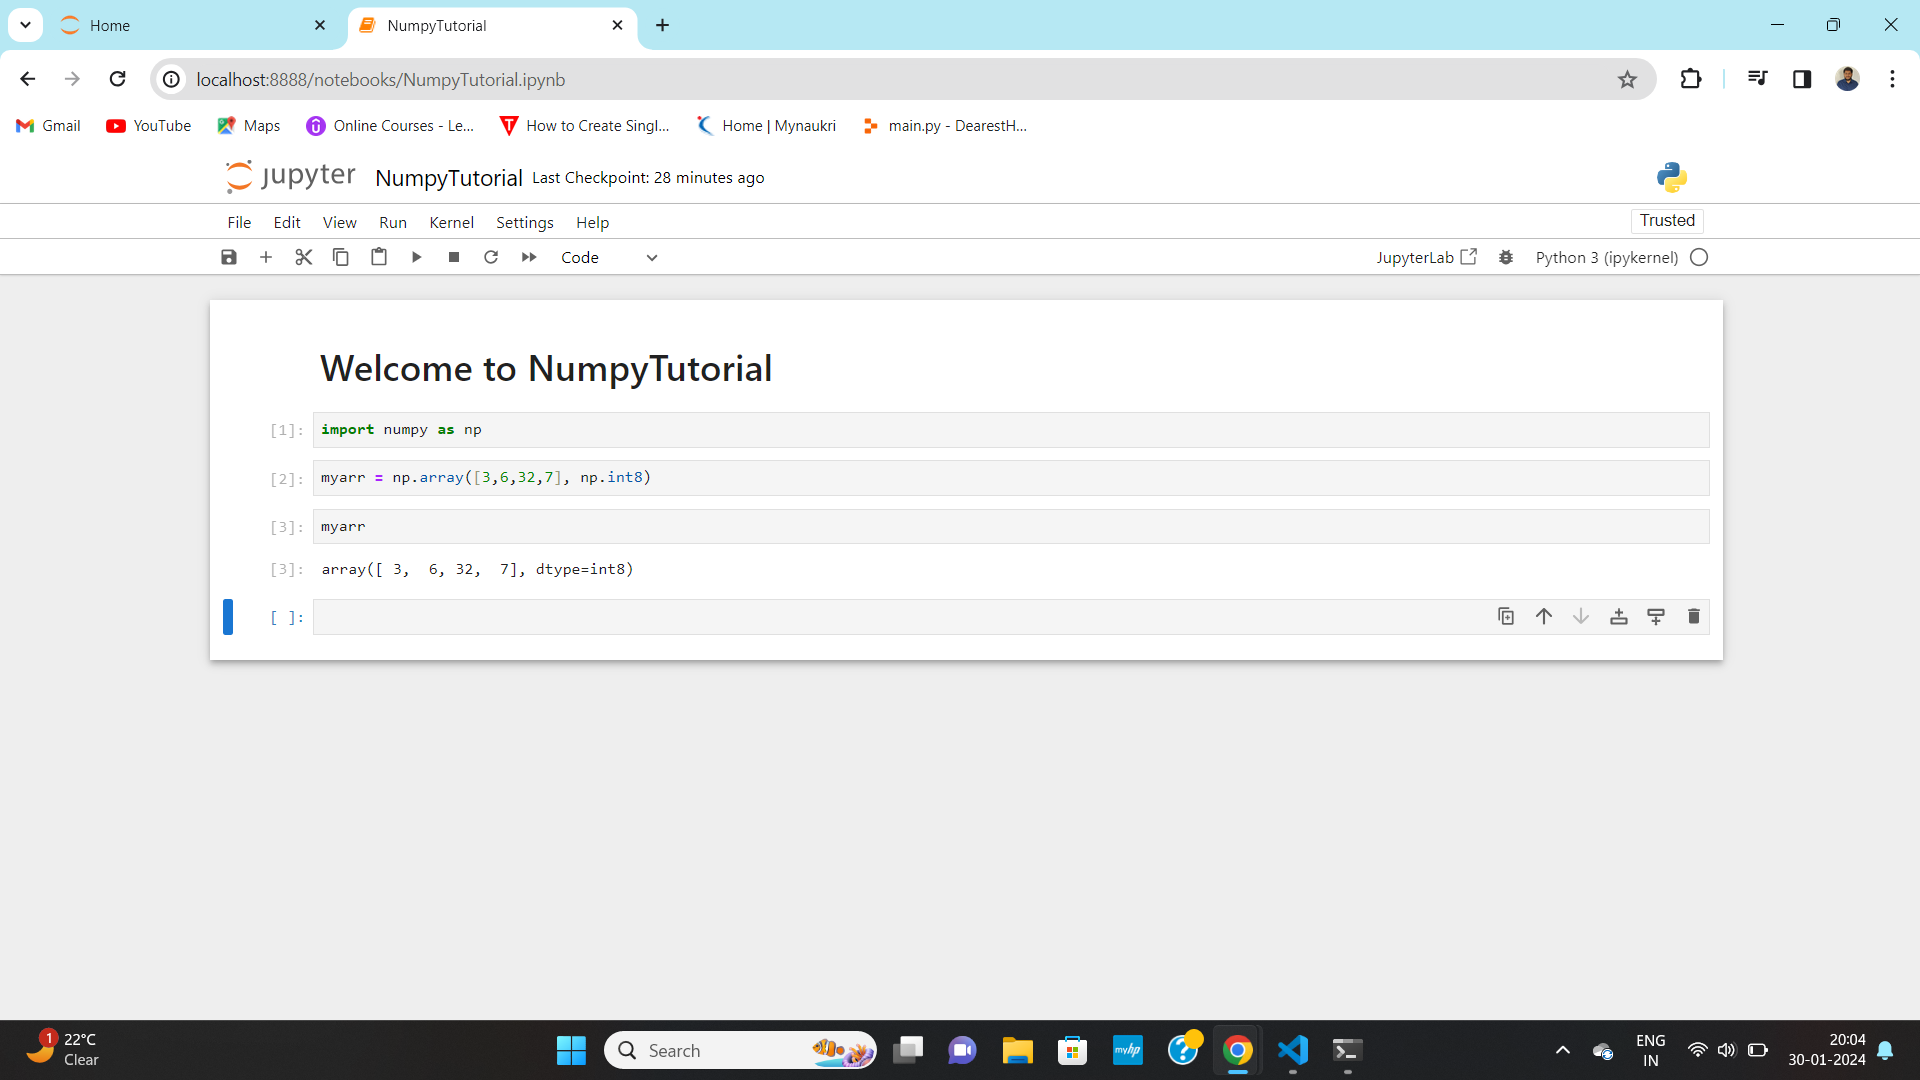 Home
NumpyTutorial
localhost:8888/notebooks/NumpyTutorial.ipynb
Gmail
YouTube
Maps
Online Courses - Le...
How to Create Singl...
Home | Mynaukri
main.py - DearestH...
jupyter
NumpyTutorial
Last Checkpoint: 28 minutes ago
File Edit View Run Kernel Settings Help
Trusted
Code
JupyterLab
Python 3 (ipykernel)
Welcome to NumpyTutorial
[1]: import numpy as np
[2]: myarr = np.array([3,6,32,7], np.int8)
[3]: myarr
[3]: array([ 3,  6, 32,  7], dtype=int8)
[ ]:
1
22°C
Clear
Search
myhp
ENG
IN
20:04
30-01-2024